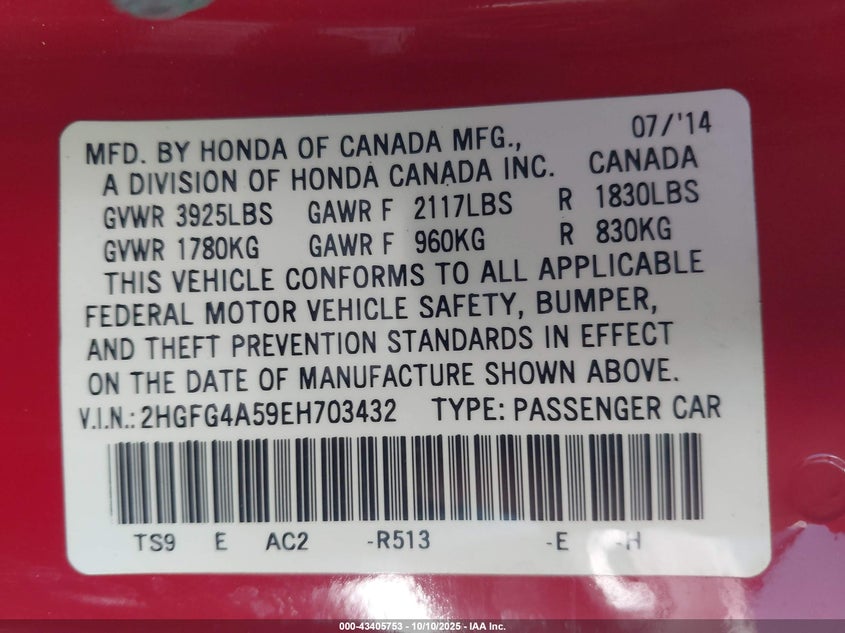 MFD. BY HONDA OF CANADA MFG., 07/'14
A DIVISION OF HONDA CANADA INC. CANADA
GVWR 3925LBS GAWR F 2117LBS R 1830LBS
GVWR 1780KG GAWR F 960KG R 830KG
THIS VEHICLE CONFORMS TO ALL APPLICABLE
FEDERAL MOTOR VEHICLE SAFETY, BUMPER,
AND THEFT PREVENTION STANDARDS IN EFFECT
ON THE DATE OF MANUFACTURE SHOWN ABOVE.
V.I.N.: 2HGFG4A59EH703432 TYPE: PASSENGER CAR
TS9 E AC2 -R513 -E -H
000-43405753 - 10/10/2025 - IAA Inc.